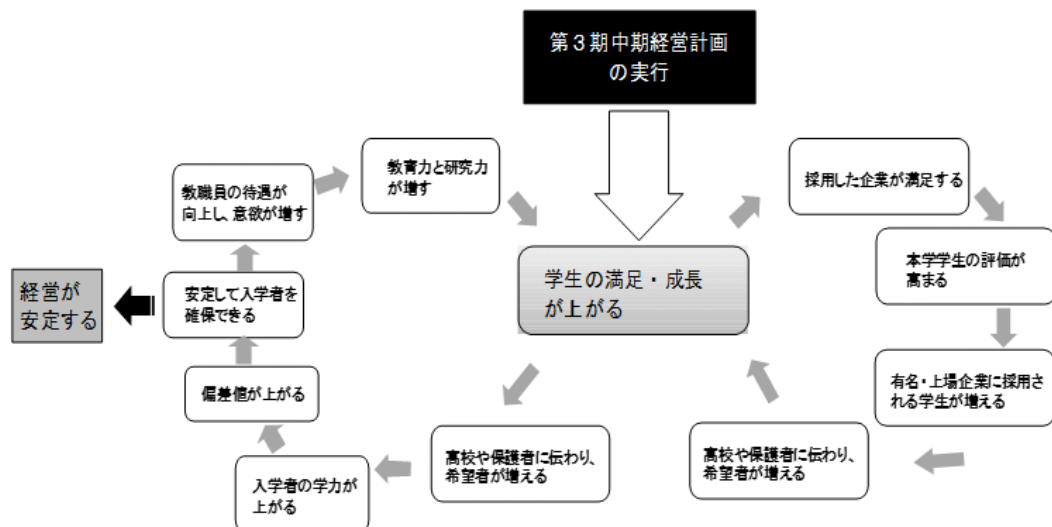 第３期中期経営計画
の実行
教育力と研究力
が増す
採用した企業が満足する
教職員の待遇が
向上し、意欲が増す
本学学生の評価が
高まる
学生の満足・成長
が上がる
経営が
安定する
安定して入学者を
確保できる
偏差値が上がる
有名・上場企業に採用さ
れる学生が増える
高校や保護者に伝わり、
希望者が増える
高校や保護者に伝わり、
希望者が増える
入学者の学力が
上がる